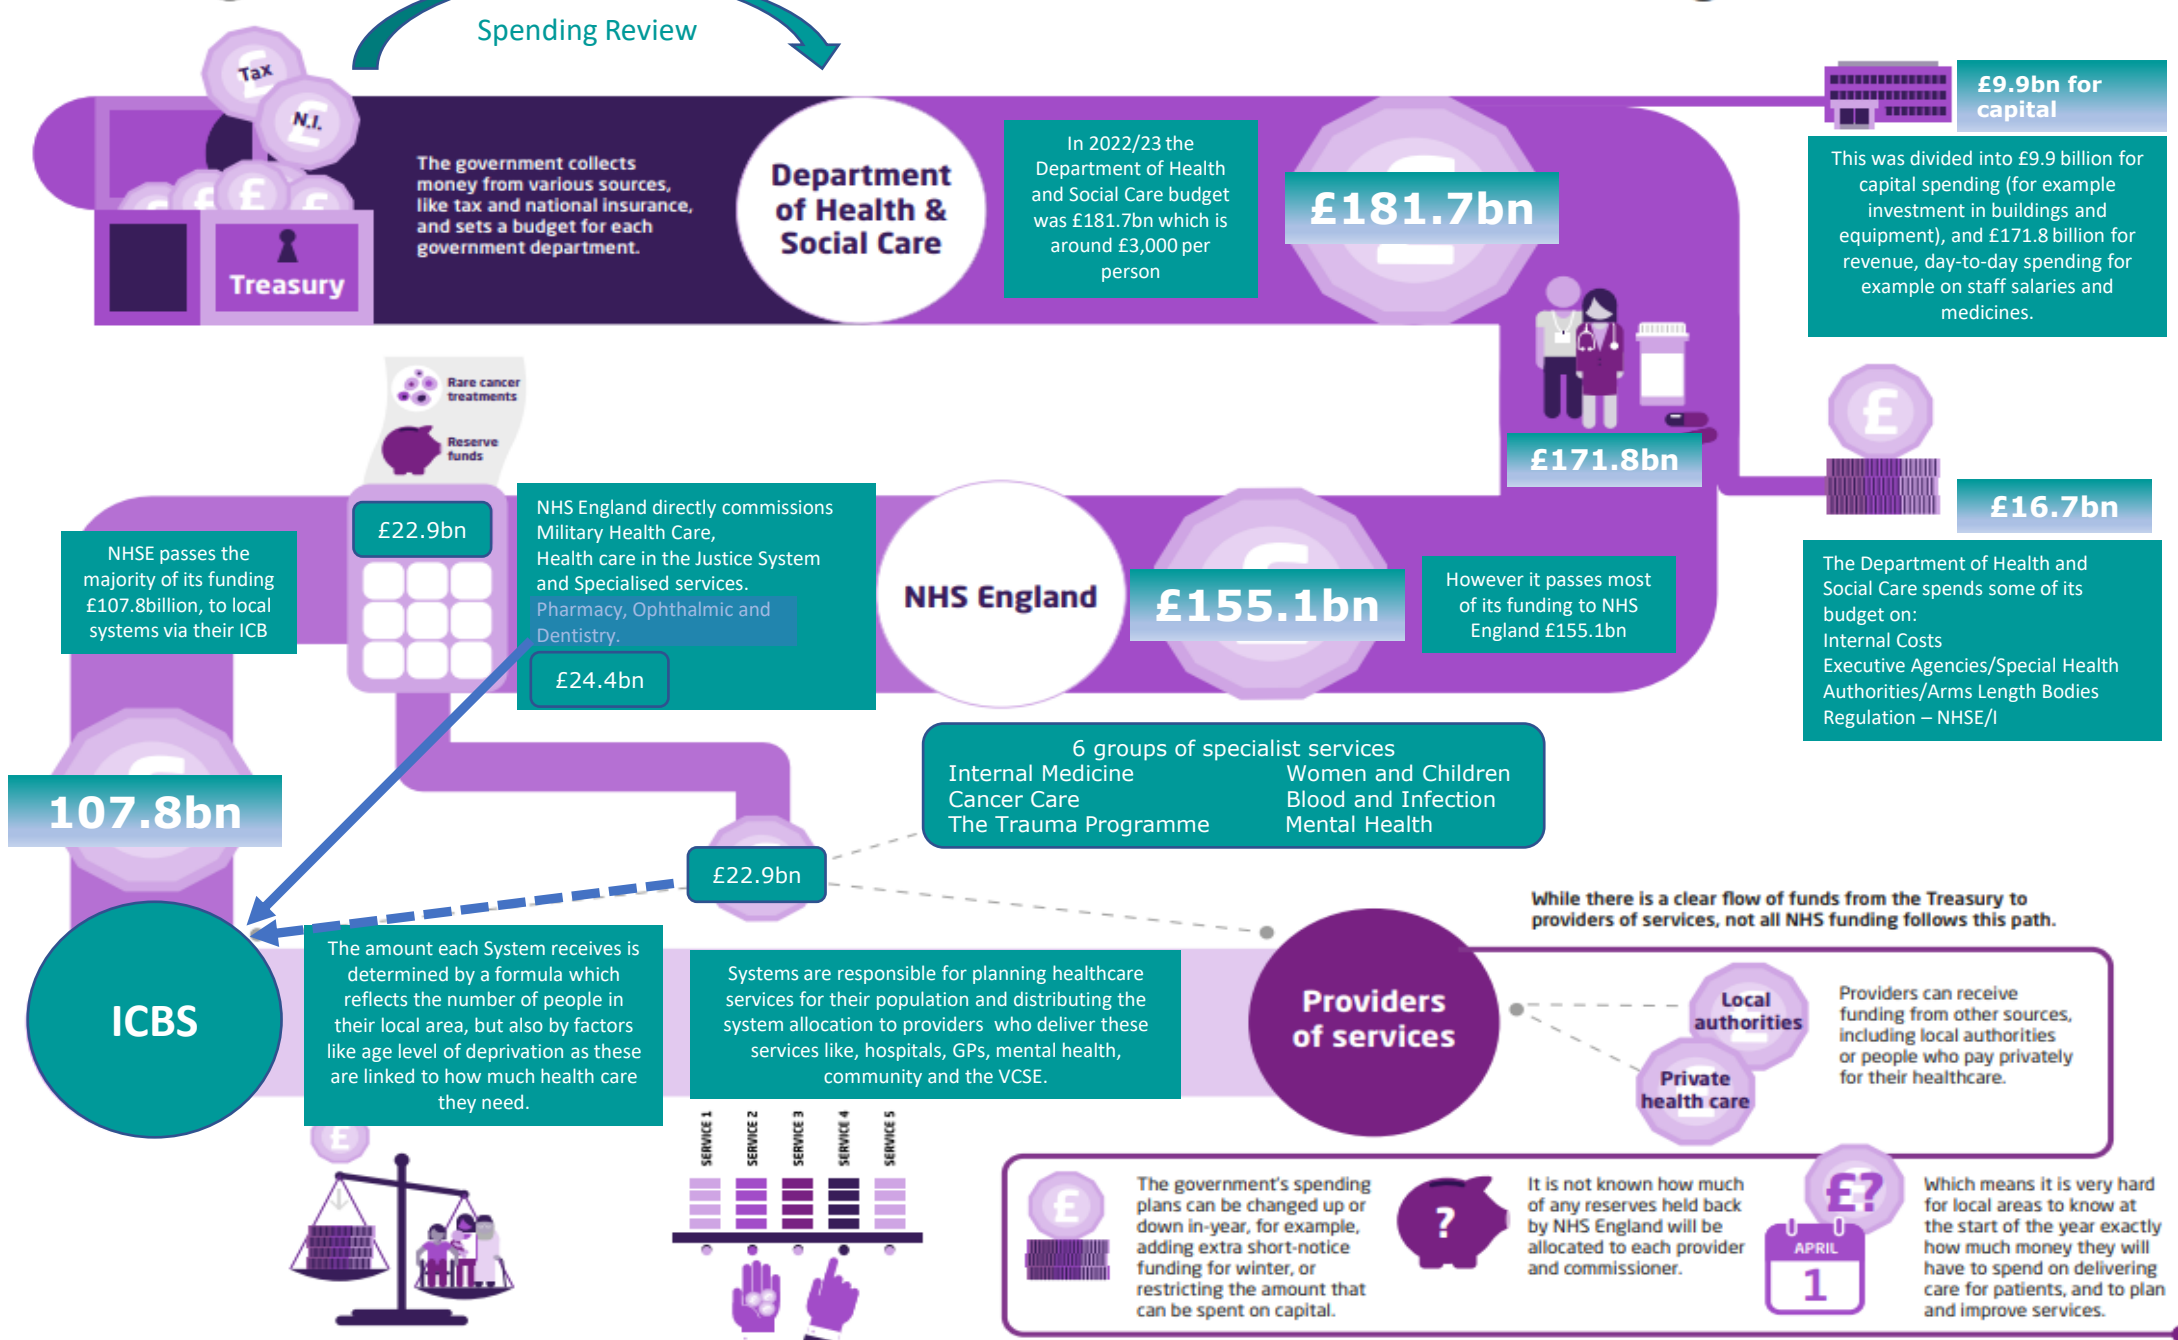 Spending Review
Tax
N.I.
Treasury
The government collects
money from various sources,
like tax and national insurance,
and sets a budget for each
government department.
Department
of Health &
Social Care
In 2022/23 the
Department of Health
and Social Care budget
was £181.7bn which is
around £3,000 per
person
£181.7bn
£9.9bn for
capital
This was divided into £9.9 billion for
capital spending (for example
investment in buildings and
equipment), and £171.8 billion for
revenue, day-to-day spending for
example on staff salaries and
medicines.
£171.8bn
£16.7bn
The Department of Health and
Social Care spends some of its
budget on:
Internal Costs
Executive Agencies/Special Health
Authorities/Arms Length Bodies
Regulation – NHSE/I
However it passes most
of its funding to NHS
England £155.1bn
£155.1bn
NHS England
NHS England directly commissions
Military Health Care,
Health care in the Justice System
and Specialised services.
Pharmacy, Ophthalmic and
Dentistry.
£24.4bn
Rare cancer
treatments
Reserve
funds
£22.9bn
NHSE passes the
majority of its funding
£107.8billion, to local
systems via their ICB
107.8bn
6 groups of specialist services
Internal Medicine
Cancer Care
The Trauma Programme
Women and Children
Blood and Infection
Mental Health
£22.9bn
ICBS
The amount each System receives is
determined by a formula which
reflects the number of people in
their local area, but also by factors
like age level of deprivation as these
are linked to how much health care
they need.
Systems are responsible for planning healthcare
services for their population and distributing the
system allocation to providers who deliver these
services like, hospitals, GPs, mental health,
community and the VCSE.
SERVICE 1
SERVICE 2
SERVICE 3
SERVICE 4
SERVICE 5
Providers
of services
While there is a clear flow of funds from the Treasury to
providers of services, not all NHS funding follows this path.
Local
authorities
Private
health care
Providers can receive
funding from other sources,
including local authorities
or people who pay privately
for their healthcare.
£
The government's spending
plans can be changed up or
down in-year, for example,
adding extra short-notice
funding for winter, or
restricting the amount that
can be spent on capital.
?
It is not known how much
of any reserves held back
by NHS England will be
allocated to each provider
and commissioner.
£?
APRIL
1
Which means it is very hard
for local areas to know at
the start of the year exactly
how much money they will
have to spend on delivering
care for patients, and to plan
and improve services.